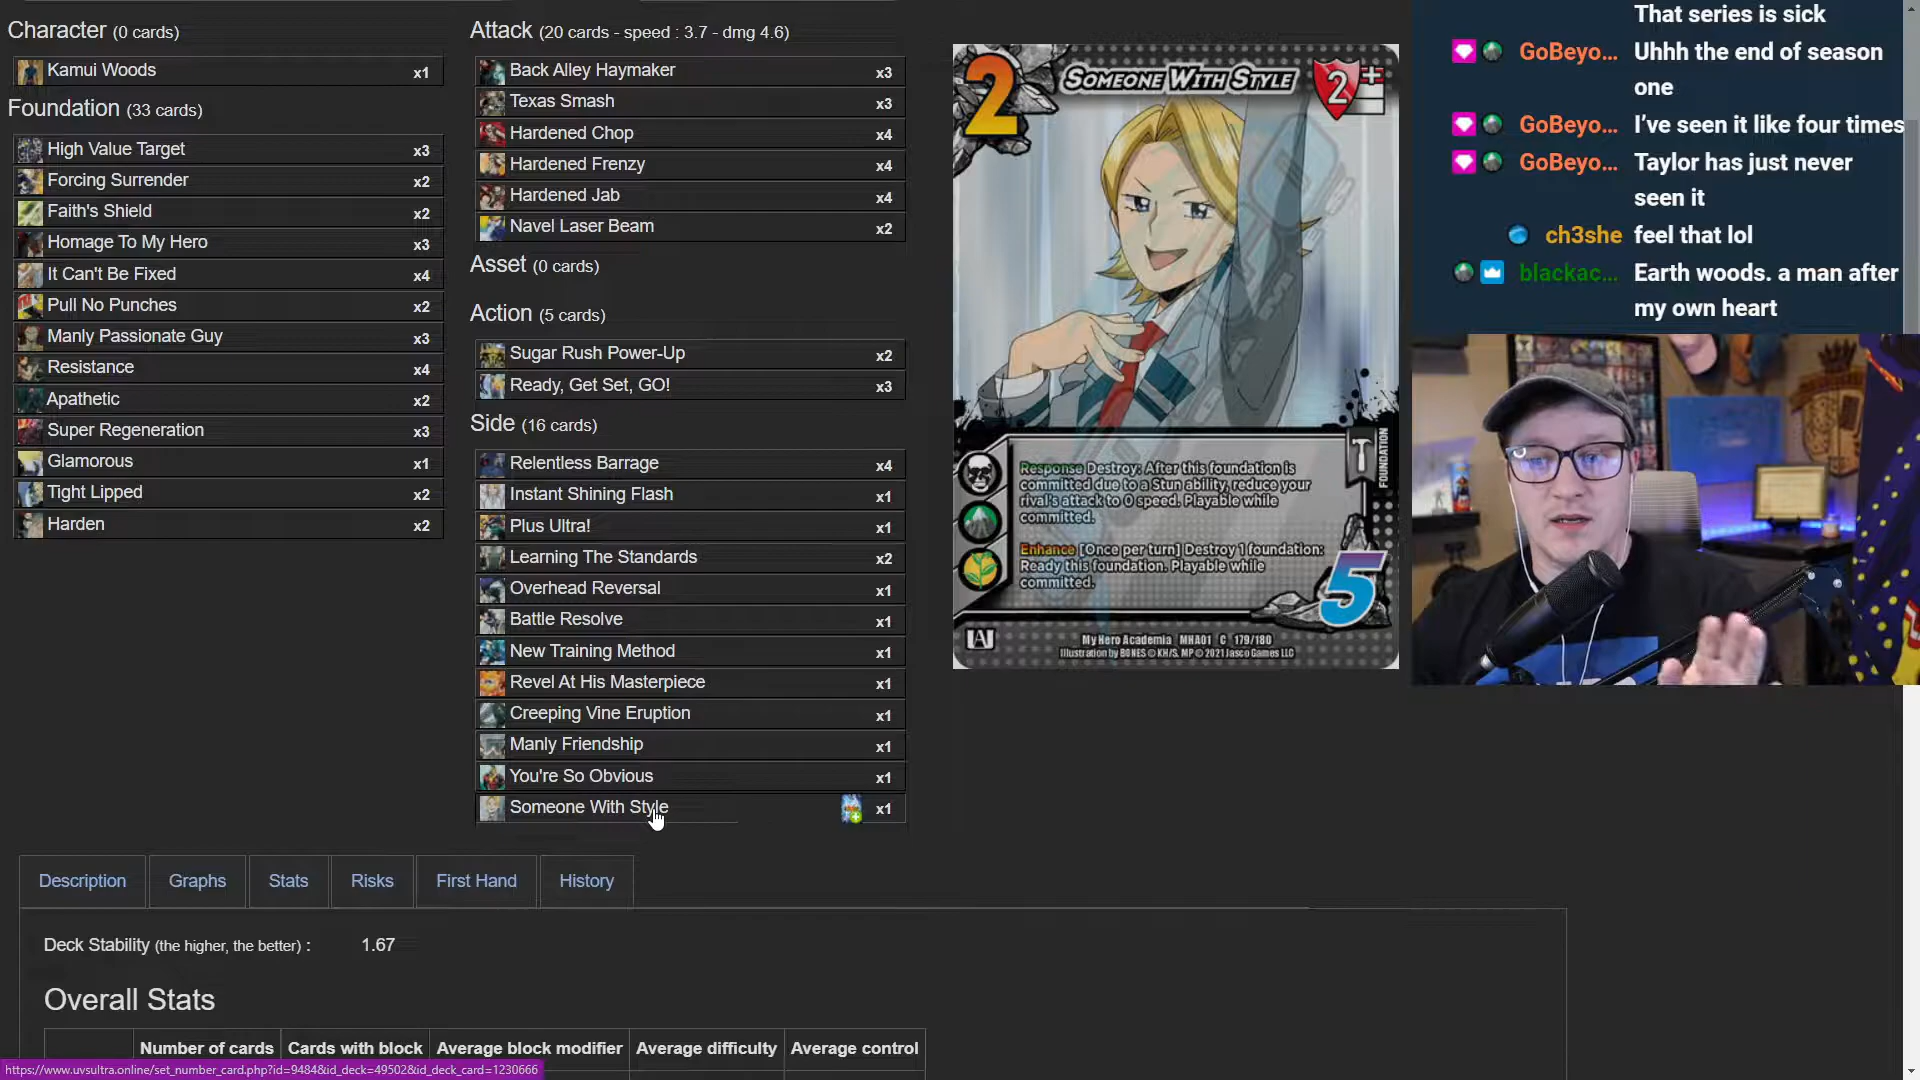 Character (0 cards)
Kamui Woods x1
Foundation (33 cards)
High Value Target x3
Forcing Surrender x2
Faith's Shield x2
Homage To My Hero x3
It Can't Be Fixed x4
Pull No Punches x2
Manly Passionate Guy x3
Resistance x4
Apathetic x2
Super Regeneration x3
Glamorous x1
Tight Lipped x2
Harden x2
Attack (20 cards - speed : 3.7 - dmg 4.6)
Back Alley Haymaker x3
Texas Smash x3
Hardened Chop x4
Hardened Frenzy x4
Hardened Jab x4
Navel Laser Beam x2
Asset (0 cards)
Action (5 cards)
Sugar Rush Power-Up x2
Ready, Get Set, GO! x3
Side (16 cards)
Relentless Barrage x4
Instant Shining Flash x1
Plus Ultra! x1
Learning The Standards x2
Overhead Reversal x1
Battle Resolve x1
New Training Method x1
Revel At His Masterpiece x1
Creeping Vine Eruption x1
Manly Friendship x1
You're So Obvious x1
Someone With Style x1
2 SOMEONE WITH STYLE 2 +
FOUNDATION
Response Destroy: After this foundation is
committed due to a Stun ability, reduce your
rival's attack to 0 speed. Playable while
committed.
Enhance [Once per turn] Destroy 1 foundation:
Ready this foundation. Playable while
committed.
5
My Hero Academia MHA01 C 179/180
Illustration by BONES © KH/S, MP © 2021 Jasco Games LLC
That series is sick
GoBeyo... Uhhh the end of season
one
GoBeyo... I've seen it like four times
GoBeyo... Taylor has just never
seen it
ch3she feel that lol
blackac... Earth woods. a man after
my own heart
Description Graphs Stats Risks First Hand History
Deck Stability (the higher, the better) : 1.67
Overall Stats
Number of cards Cards with block Average block modifier Average difficulty Average control
https://www.uvsultra.online/set_number_card.php?id=9484&id_deck=49502&id_deck_card=1230666